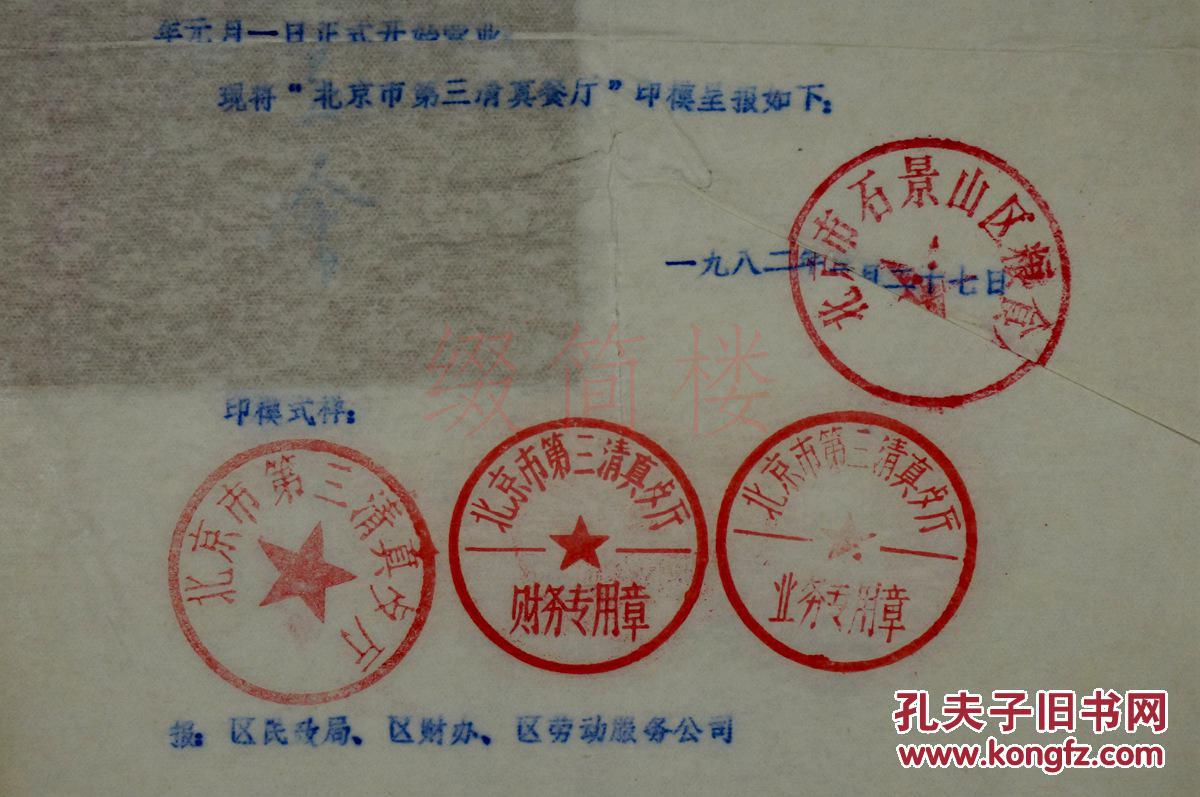 年元月一日正式开始营业。
现将“北京市第三清真餐厅”印模呈报如下：
北京市石景山区粮食
一九八二年 月二十七日
缀简楼
印模式样：
北京市第三清真歺厅
北京市第三清真歺厅
财务专用章
北京市第三清真歺厅
业务专用章
报：区民政局、区财办、区劳动服务公司
孔夫子旧书网
www.kongfz.com